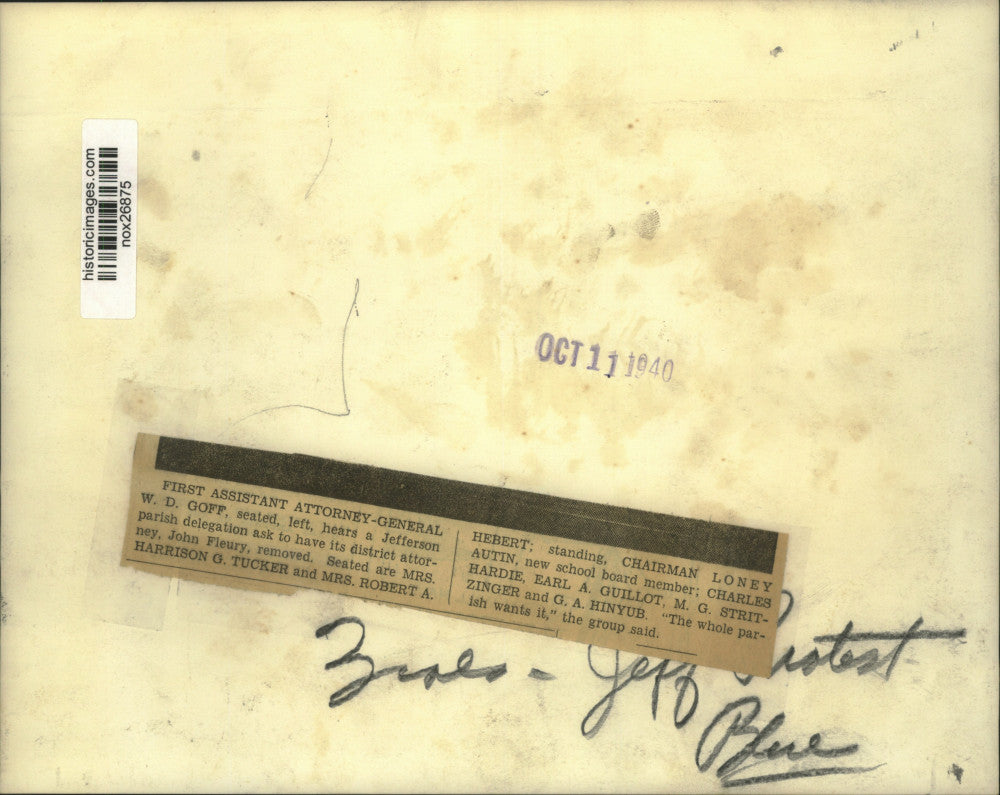 historicimages.com
nox26875
OCT 11 1940
FIRST ASSISTANT ATTORNEY-GENERAL
W. D. GOFF, seated, left, hears a Jefferson
parish delegation ask to have its district attor-
ney, John Fleury, removed. Seated are MRS.
HARRISON G. TUCKER and MRS. ROBERT A.
HEBERT; standing, CHAIRMAN LONEY
AUTIN, new school board member; CHARLES
HARDIE, EARL A. GUILLOT, M. G. STRIT-
ZINGER and G. A. HINYUB. "The whole par-
ish wants it," the group said.
3 - Jeff Protest
Blue